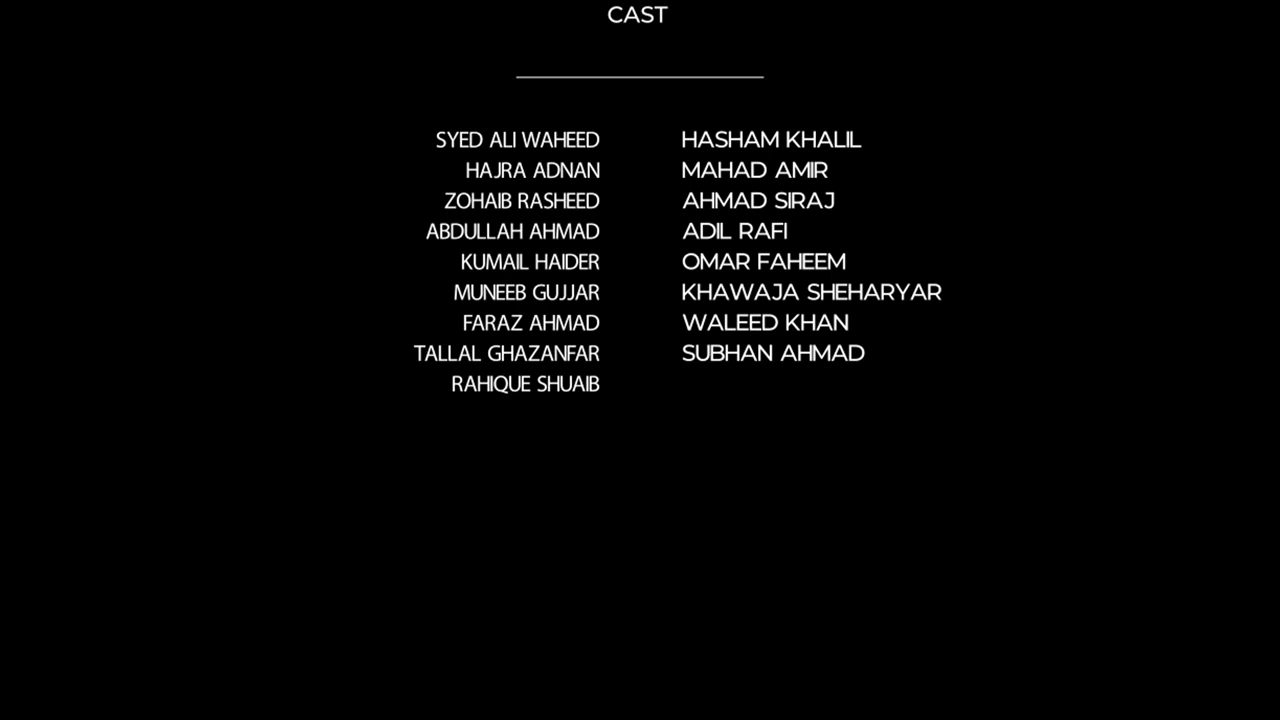 CAST
SYED ALI WAHEED HASHAM KHALIL
HAJRA ADNAN MAHAD AMIR
ZOHAIB RASHEED AHMAD SIRAJ
ABDULLAH AHMAD ADIL RAFI
KUMAIL HAIDER OMAR FAHEEM
MUNEEB GUJJAR KHAWAJA SHEHARYAR
FARAZ AHMAD WALEED KHAN
TALLAL GHAZANFAR SUBHAN AHMAD
RAHIQUE SHUAIB